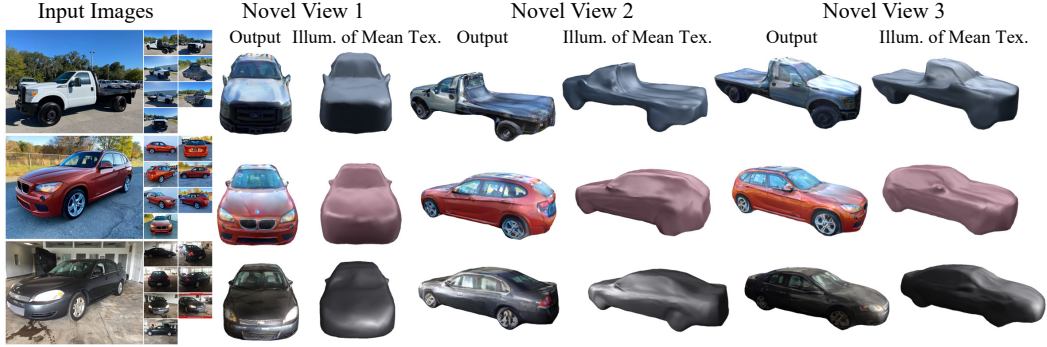 Input Images Novel View 1 Novel View 2 Novel View 3
Output Illum. of Mean Tex. Output Illum. of Mean Tex. Output Illum. of Mean Tex.